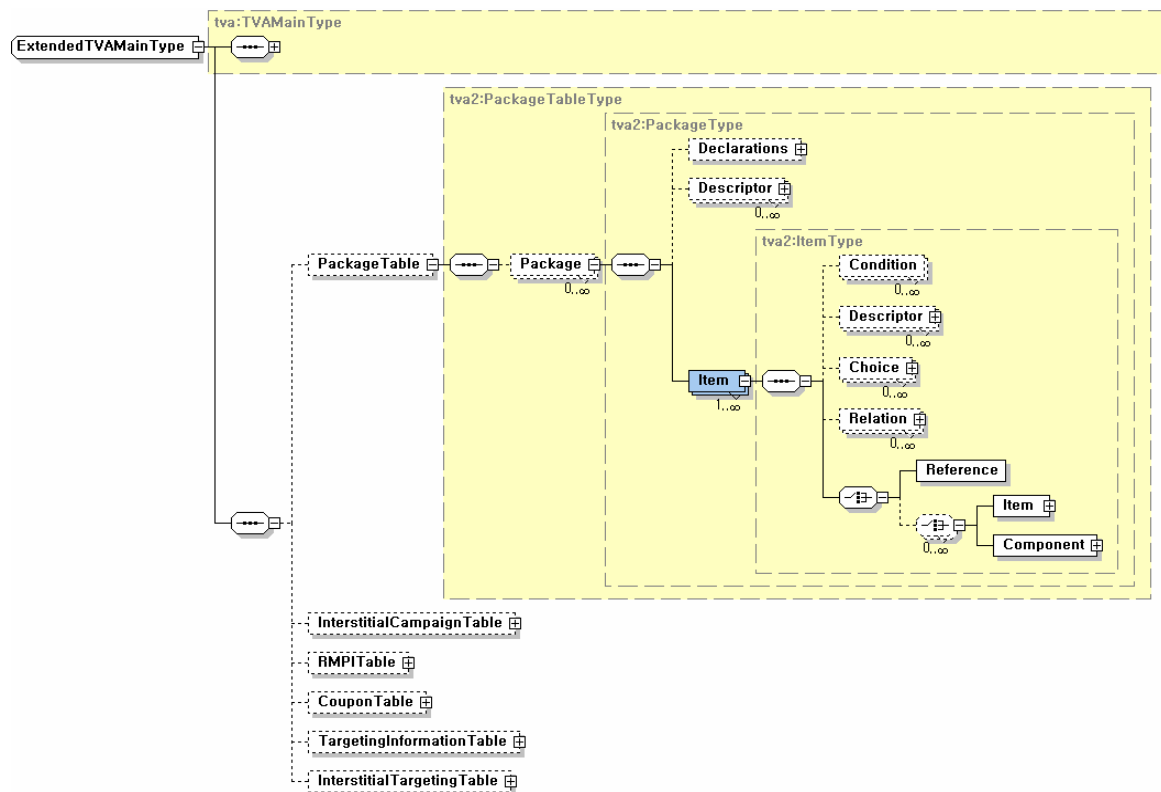 tva:TVAMainType
ExtendedTVAMainType
tva2:PackageTableType
tva2:PackageType
Declarations
Descriptor
0..∞
tva2:ItemType
PackageTable
Package
0..∞
Condition
0..∞
Descriptor
0..∞
Choice
0..∞
Item
1..∞
Relation
0..∞
Reference
Item
0..∞
Component
InterstitialCampaignTable
RMPITable
CouponTable
TargetingInformationTable
InterstitialTargetingTable